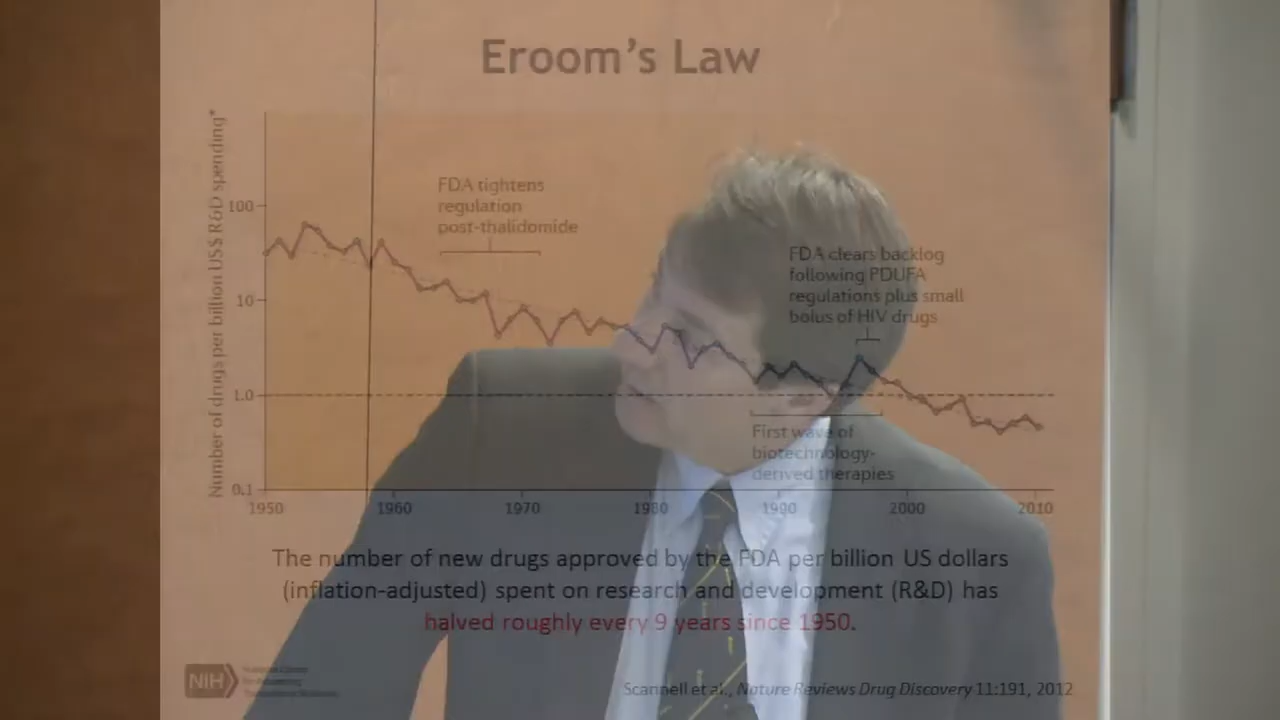 Eroom's Law
Number of drugs per billion US$ R&D spending*
100
10
1.0
0.1
FDA tightens
regulation
post-thalidomide
FDA clears backlog
following PDUFA
regulations plus small
bolus of HIV drugs
First wave of
biotechnology-
derived therapies
1950 1960 1970 1980 1990 2000 2010
The number of new drugs approved by the FDA per billion US dollars
(inflation-adjusted) spent on research and development (R&D) has
halved roughly every 9 years since 1950.
NIH
Scannell et al., Nature Reviews Drug Discovery 11:191, 2012